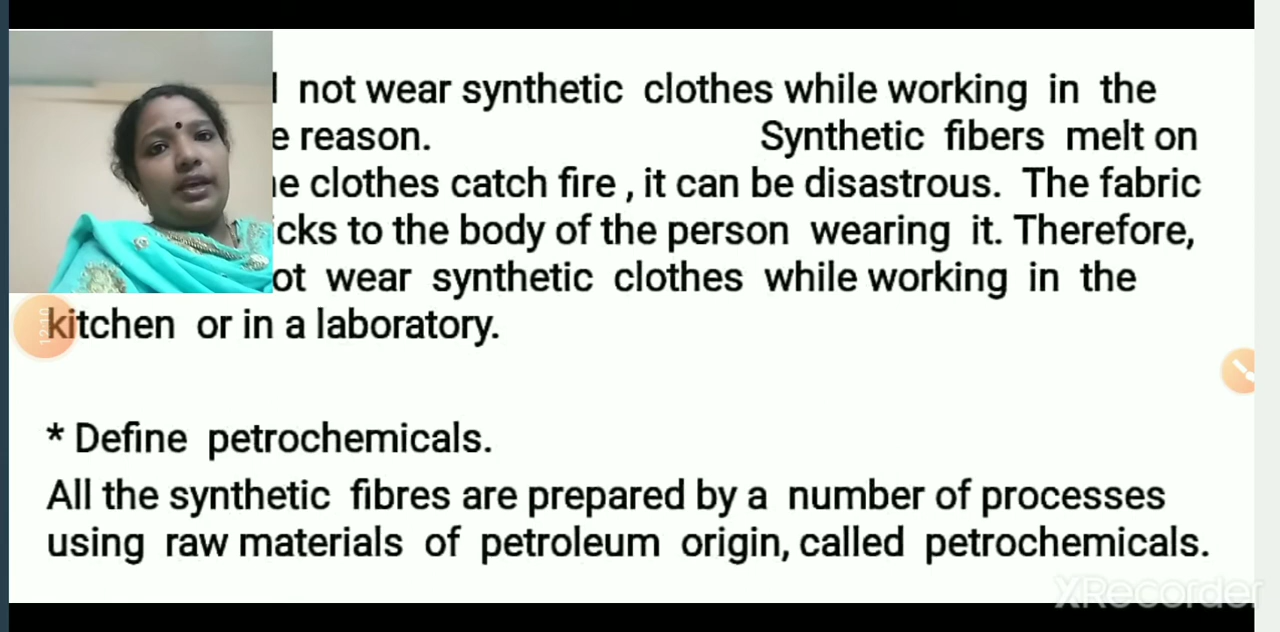 not wear synthetic clothes while working in the
reason. Synthetic fibers melt on
clothes catch fire , it can be disastrous. The fabric
to the body of the person wearing it. Therefore,
wear synthetic clothes while working in the
kitchen or in a laboratory.
* Define petrochemicals.
All the synthetic fibres are prepared by a number of processes
using raw materials of petroleum origin, called petrochemicals.
12:10
XRecorder